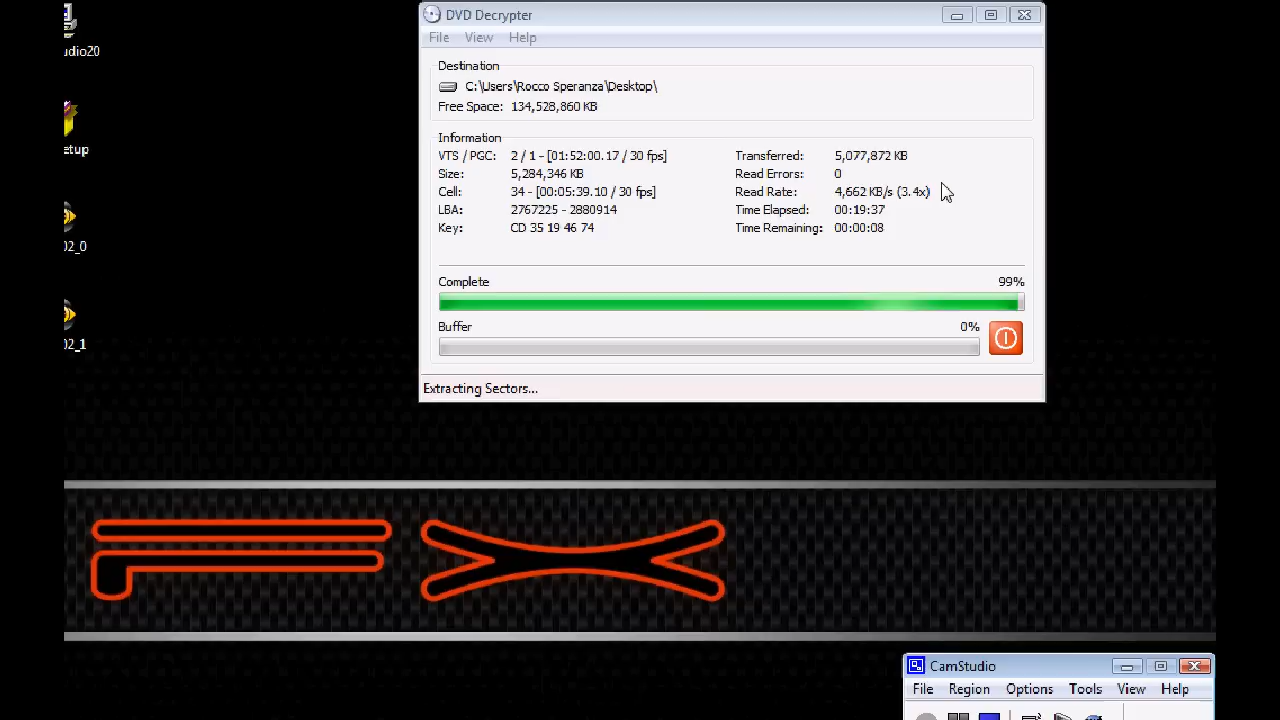 udio20
etup
02_0
02_1
DVD Decrypter
File View Help
Destination
C:\Users\Rocco Speranza\Desktop\
Free Space: 134,528,860 KB
Information
VTS / PGC: 2 / 1 - [01:52:00.17 / 30 fps]
Size: 5,284,346 KB
Cell: 34 - [00:05:39.10 / 30 fps]
LBA: 2767225 - 2880914
Key: CD 35 19 46 74
Transferred: 5,077,872 KB
Read Errors: 0
Read Rate: 4,662 KB/s (3.4x)
Time Elapsed: 00:19:37
Time Remaining: 00:00:08
Complete 99%
Buffer 0%
Extracting Sectors...
CamStudio
File Region Options Tools View Help